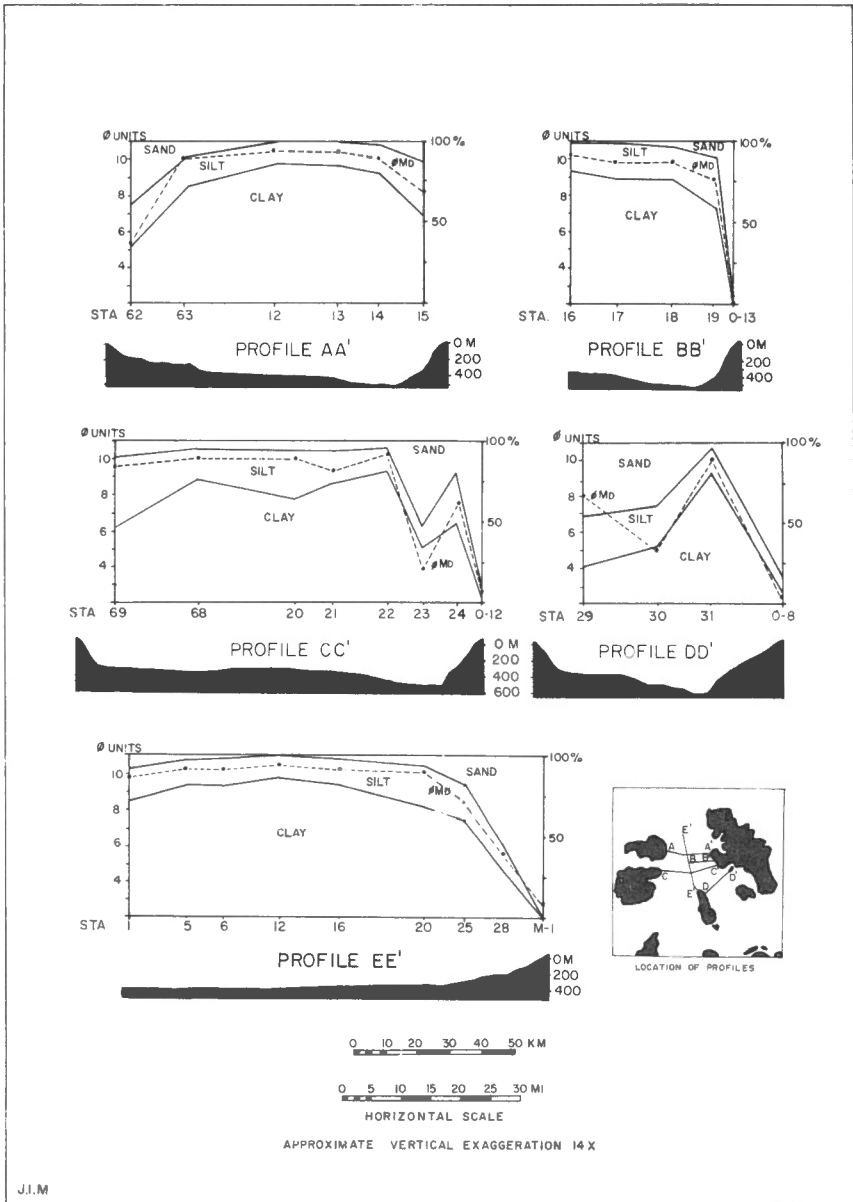 Ø UNITS
SAND
SILT
CLAY
ØMD
10
8
6
4
100%
50
STA 62 63 12 13 14 15
PROFILE AA'
0 M
200
400
Ø UNITS
SILT
SAND
ØMD
CLAY
10
8
6
4
100%
50
STA. 16 17 18 19 0-13
PROFILE BB'
0 M
200
400
Ø UNITS
SAND
SILT
CLAY
ØMD
10
8
6
4
100%
50
STA 69 68 20 21 22 23 24 0-12
PROFILE CC'
0 M
200
400
600
Ø UNITS
SAND
ØMD
SILT
CLAY
10
8
6
4
100%
50
STA 29 30 31 0-8
PROFILE DD'
Ø UNITS
SAND
SILT
ØMD
CLAY
10
8
6
4
100%
50
STA 1 5 6 12 16 20 25 28 M-1
PROFILE EE'
0M
200
400
E'
A A'
B B'
C C'
D D'
E'
LOCATION OF PROFILES
0 10 20 30 40 50 KM
0 5 10 15 20 25 30 MI
HORIZONTAL SCALE
APPROXIMATE VERTICAL EXAGGERATION 14X
J.I.M